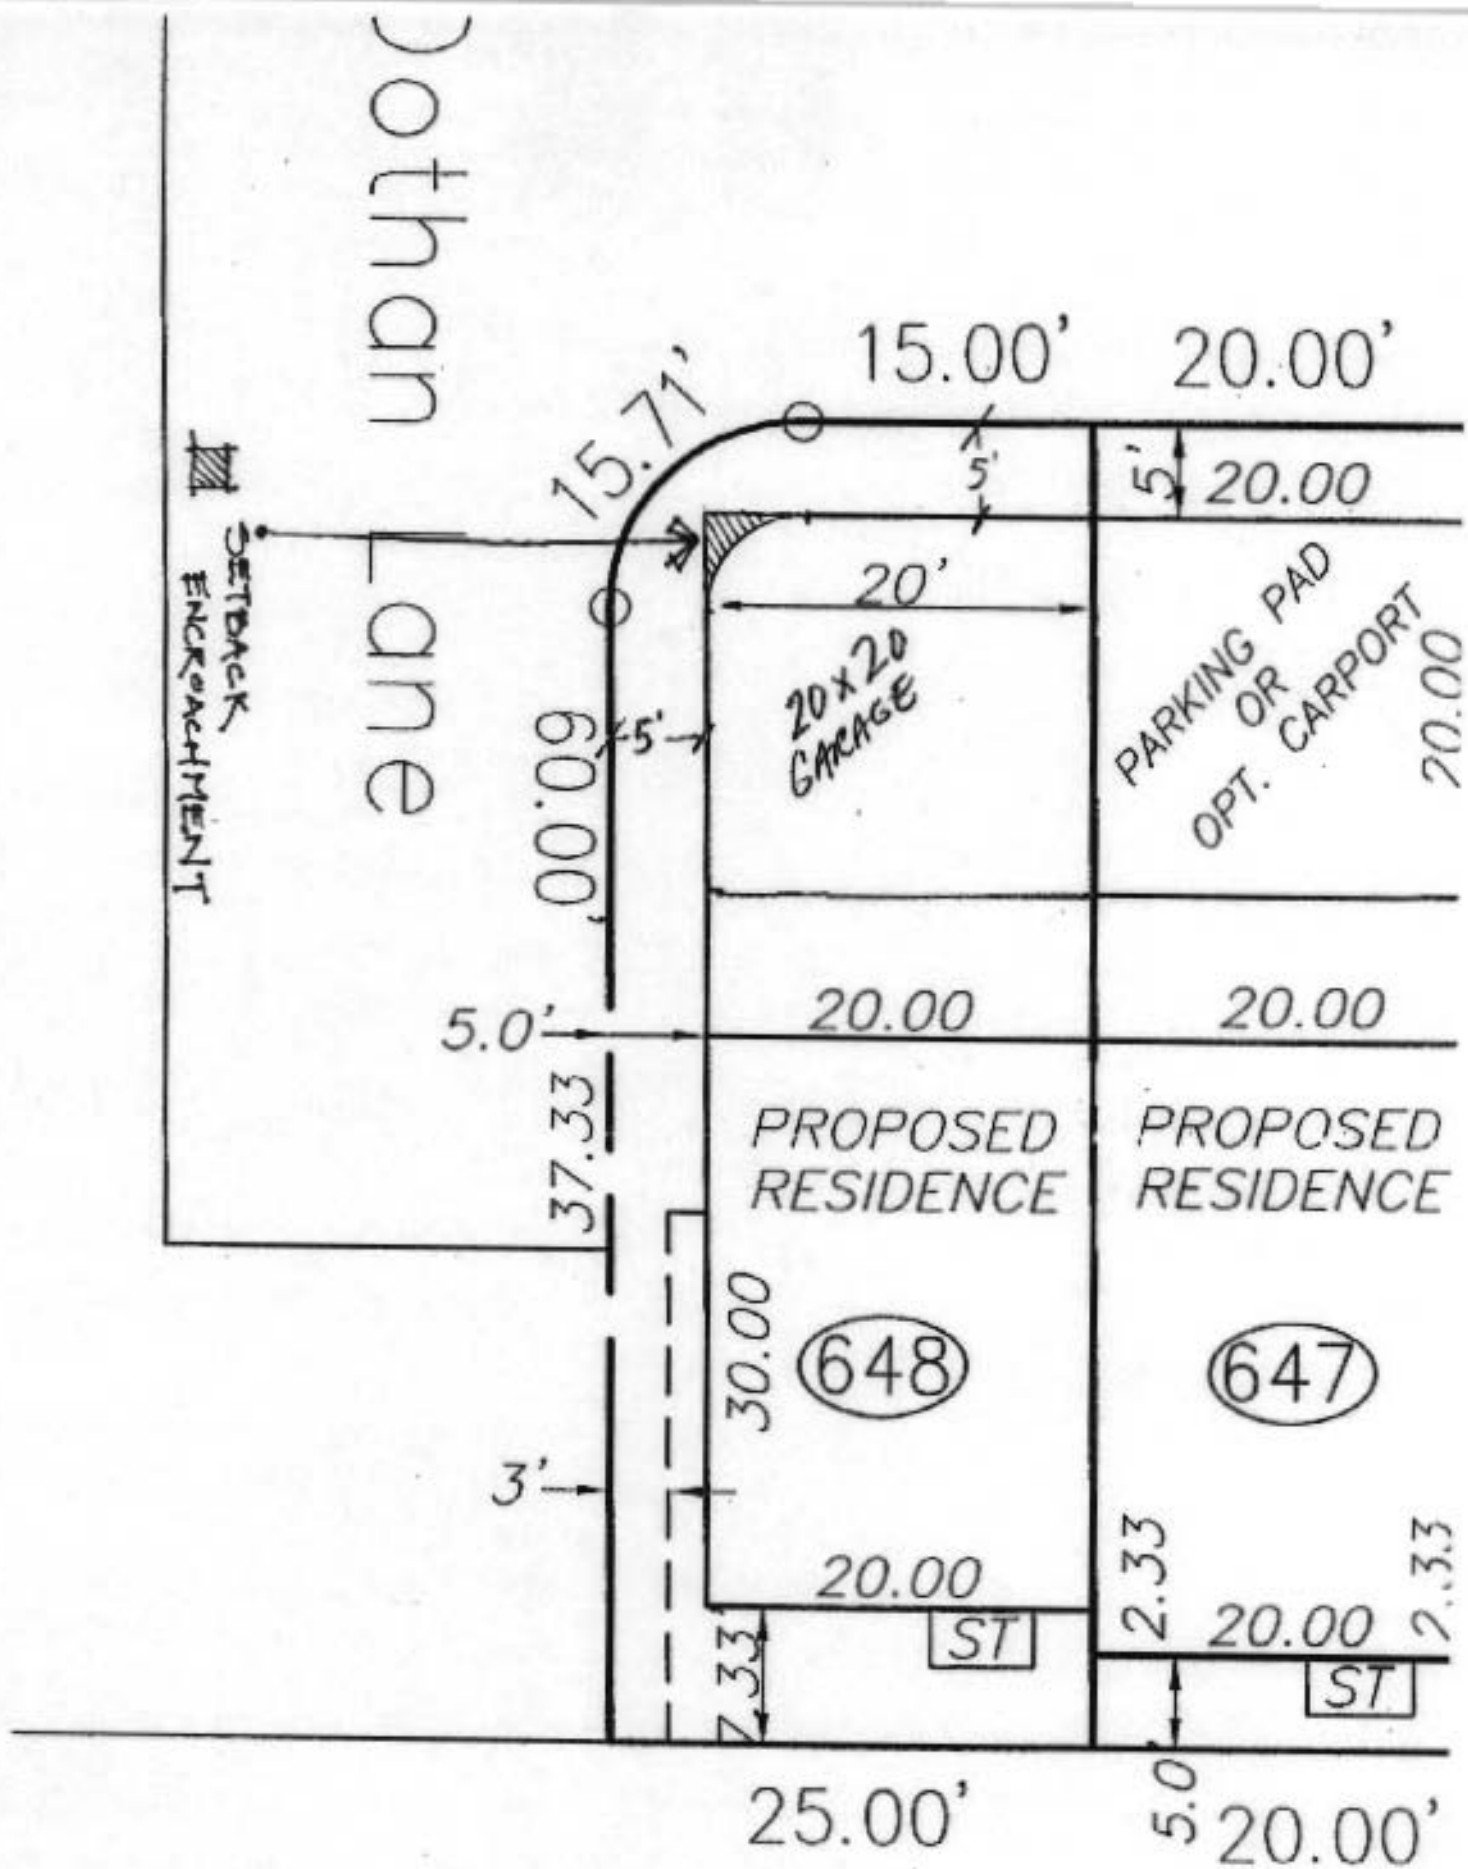 Dothan Lane
15.00'
20.00'
15.71'
5'
5'
20.00
SETBACK
ENCROACHMENT
20'
20 x 20
GARAGE
PARKING PAD
OR
OPT. CARPORT
20.00
60.00'
5'
5.0'
20.00
20.00
37.33
PROPOSED
RESIDENCE
PROPOSED
RESIDENCE
30.00
648
647
3'
20.00
ST
7.33'
2.33
20.00
2.33
ST
25.00'
5.0'
20.00'